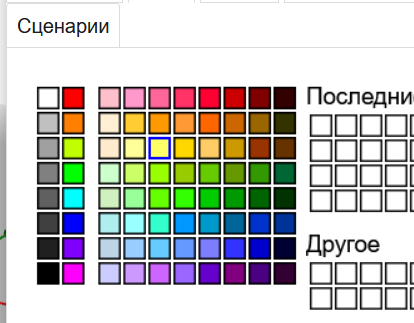 Сценарии
Последние
Другое